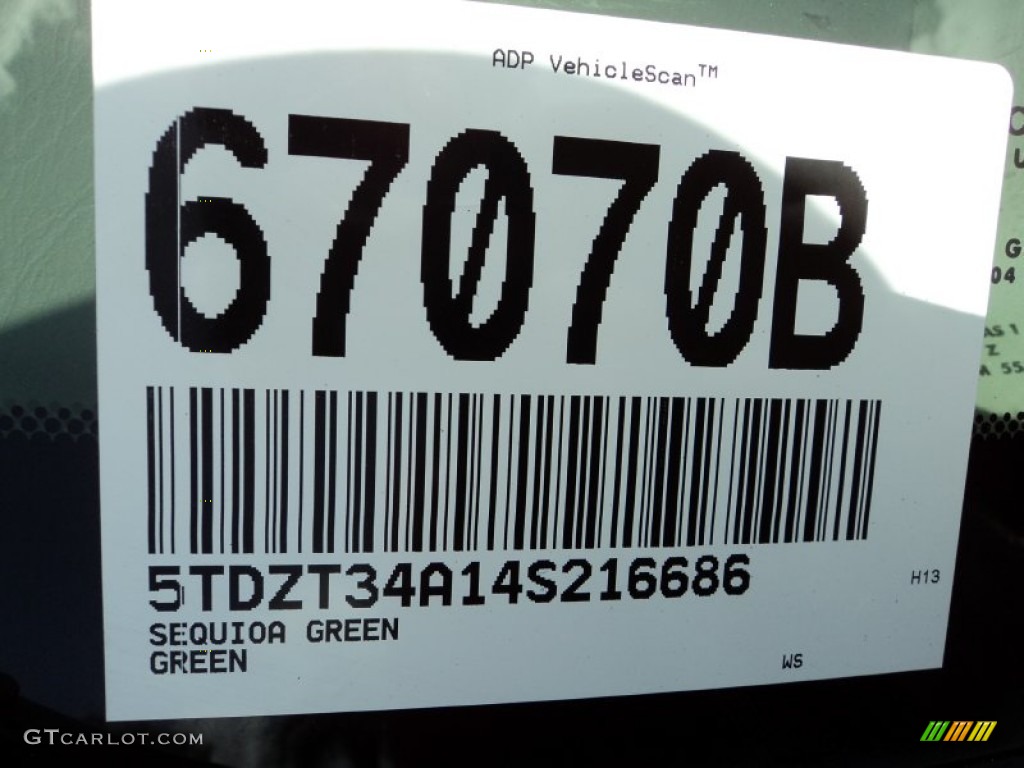 ADP VehicleScan™
67070B
5TDZT34A14S216686
H13
SEQUIOA GREEN
GREEN
WS
GTCARLOT.COM